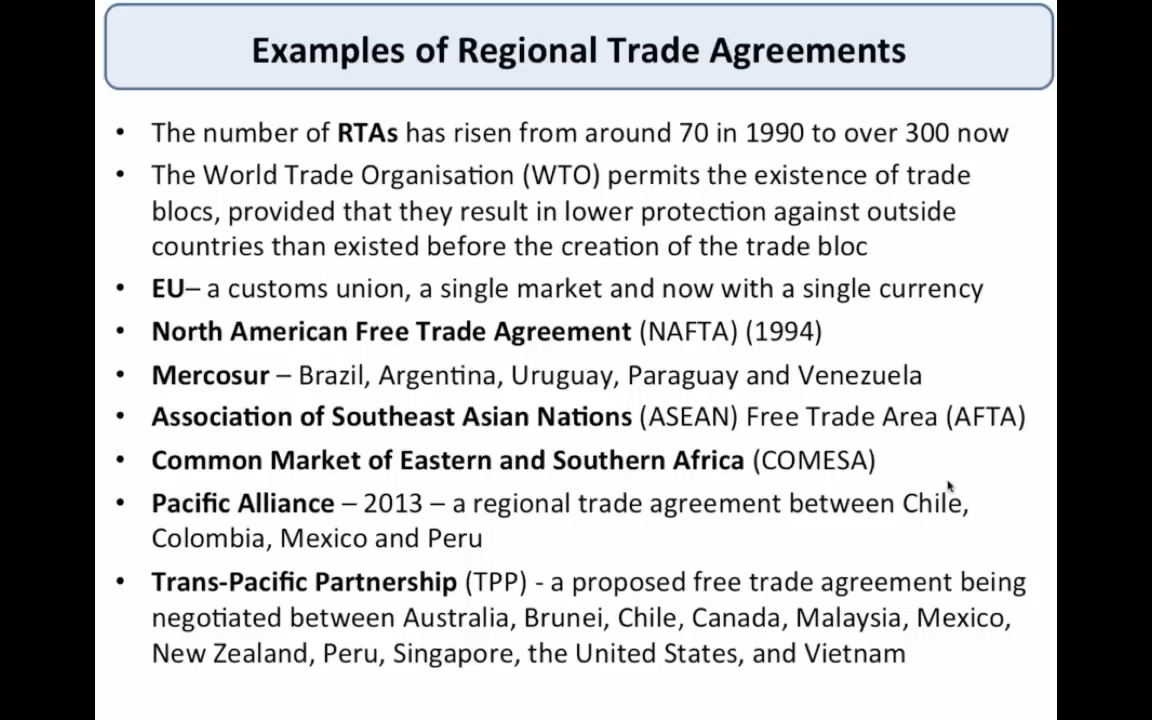 Examples of Regional Trade Agreements
• The number of RTAs has risen from around 70 in 1990 to over 300 now
• The World Trade Organisation (WTO) permits the existence of trade
blocs, provided that they result in lower protection against outside
countries than existed before the creation of the trade bloc
• EU– a customs union, a single market and now with a single currency
• North American Free Trade Agreement (NAFTA) (1994)
• Mercosur – Brazil, Argentina, Uruguay, Paraguay and Venezuela
• Association of Southeast Asian Nations (ASEAN) Free Trade Area (AFTA)
• Common Market of Eastern and Southern Africa (COMESA)
• Pacific Alliance – 2013 – a regional trade agreement between Chile,
Colombia, Mexico and Peru
• Trans-Pacific Partnership (TPP) - a proposed free trade agreement being
negotiated between Australia, Brunei, Chile, Canada, Malaysia, Mexico,
New Zealand, Peru, Singapore, the United States, and Vietnam